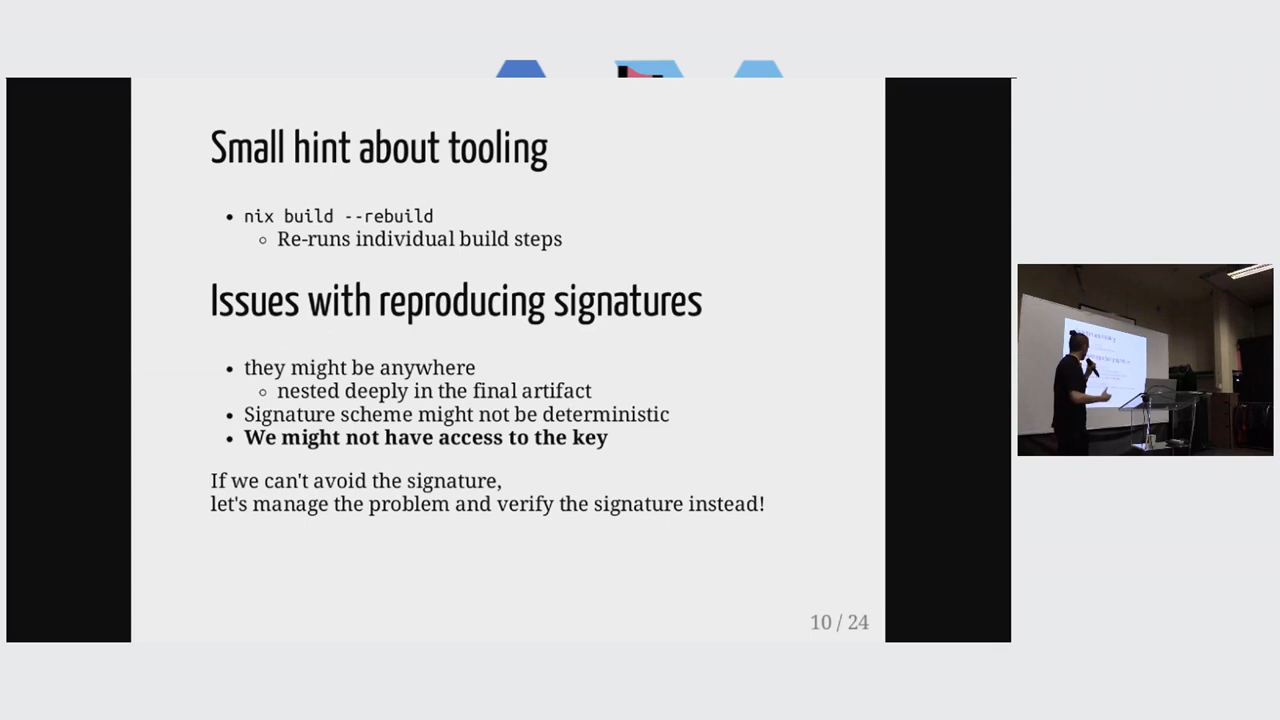 Small hint about tooling
• nix build --rebuild
◦ Re-runs individual build steps
Issues with reproducing signatures
• they might be anywhere
◦ nested deeply in the final artifact
• Signature scheme might not be deterministic
• We might not have access to the key
If we can't avoid the signature,
let's manage the problem and verify the signature instead!
10 / 24